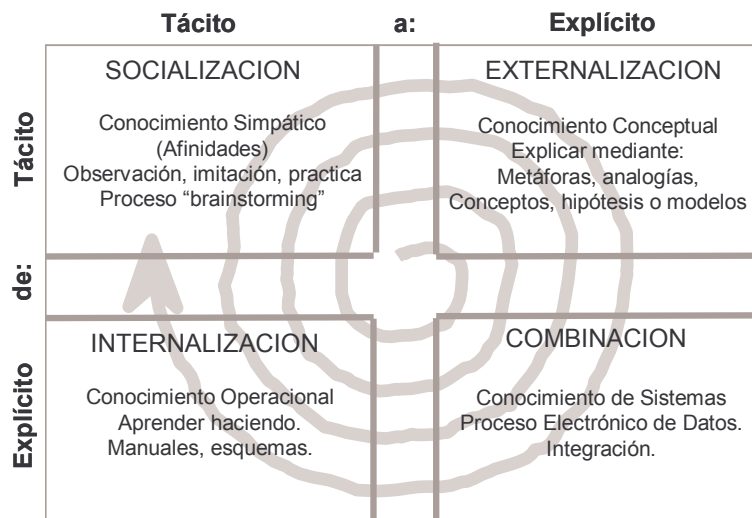 Tácito a: Explícito
Tácito
SOCIALIZACION
Conocimiento Simpático
(Afinidades)
Observación, imitación, practica
Proceso “brainstorming”
EXTERNALIZACION
Conocimiento Conceptual
Explicar mediante:
Metáforas, analogías,
Conceptos, hipótesis o modelos
de:
Explícito
INTERNALIZACION
Conocimiento Operacional
Aprender haciendo.
Manuales, esquemas.
COMBINACION
Conocimiento de Sistemas
Proceso Electrónico de Datos.
Integración.